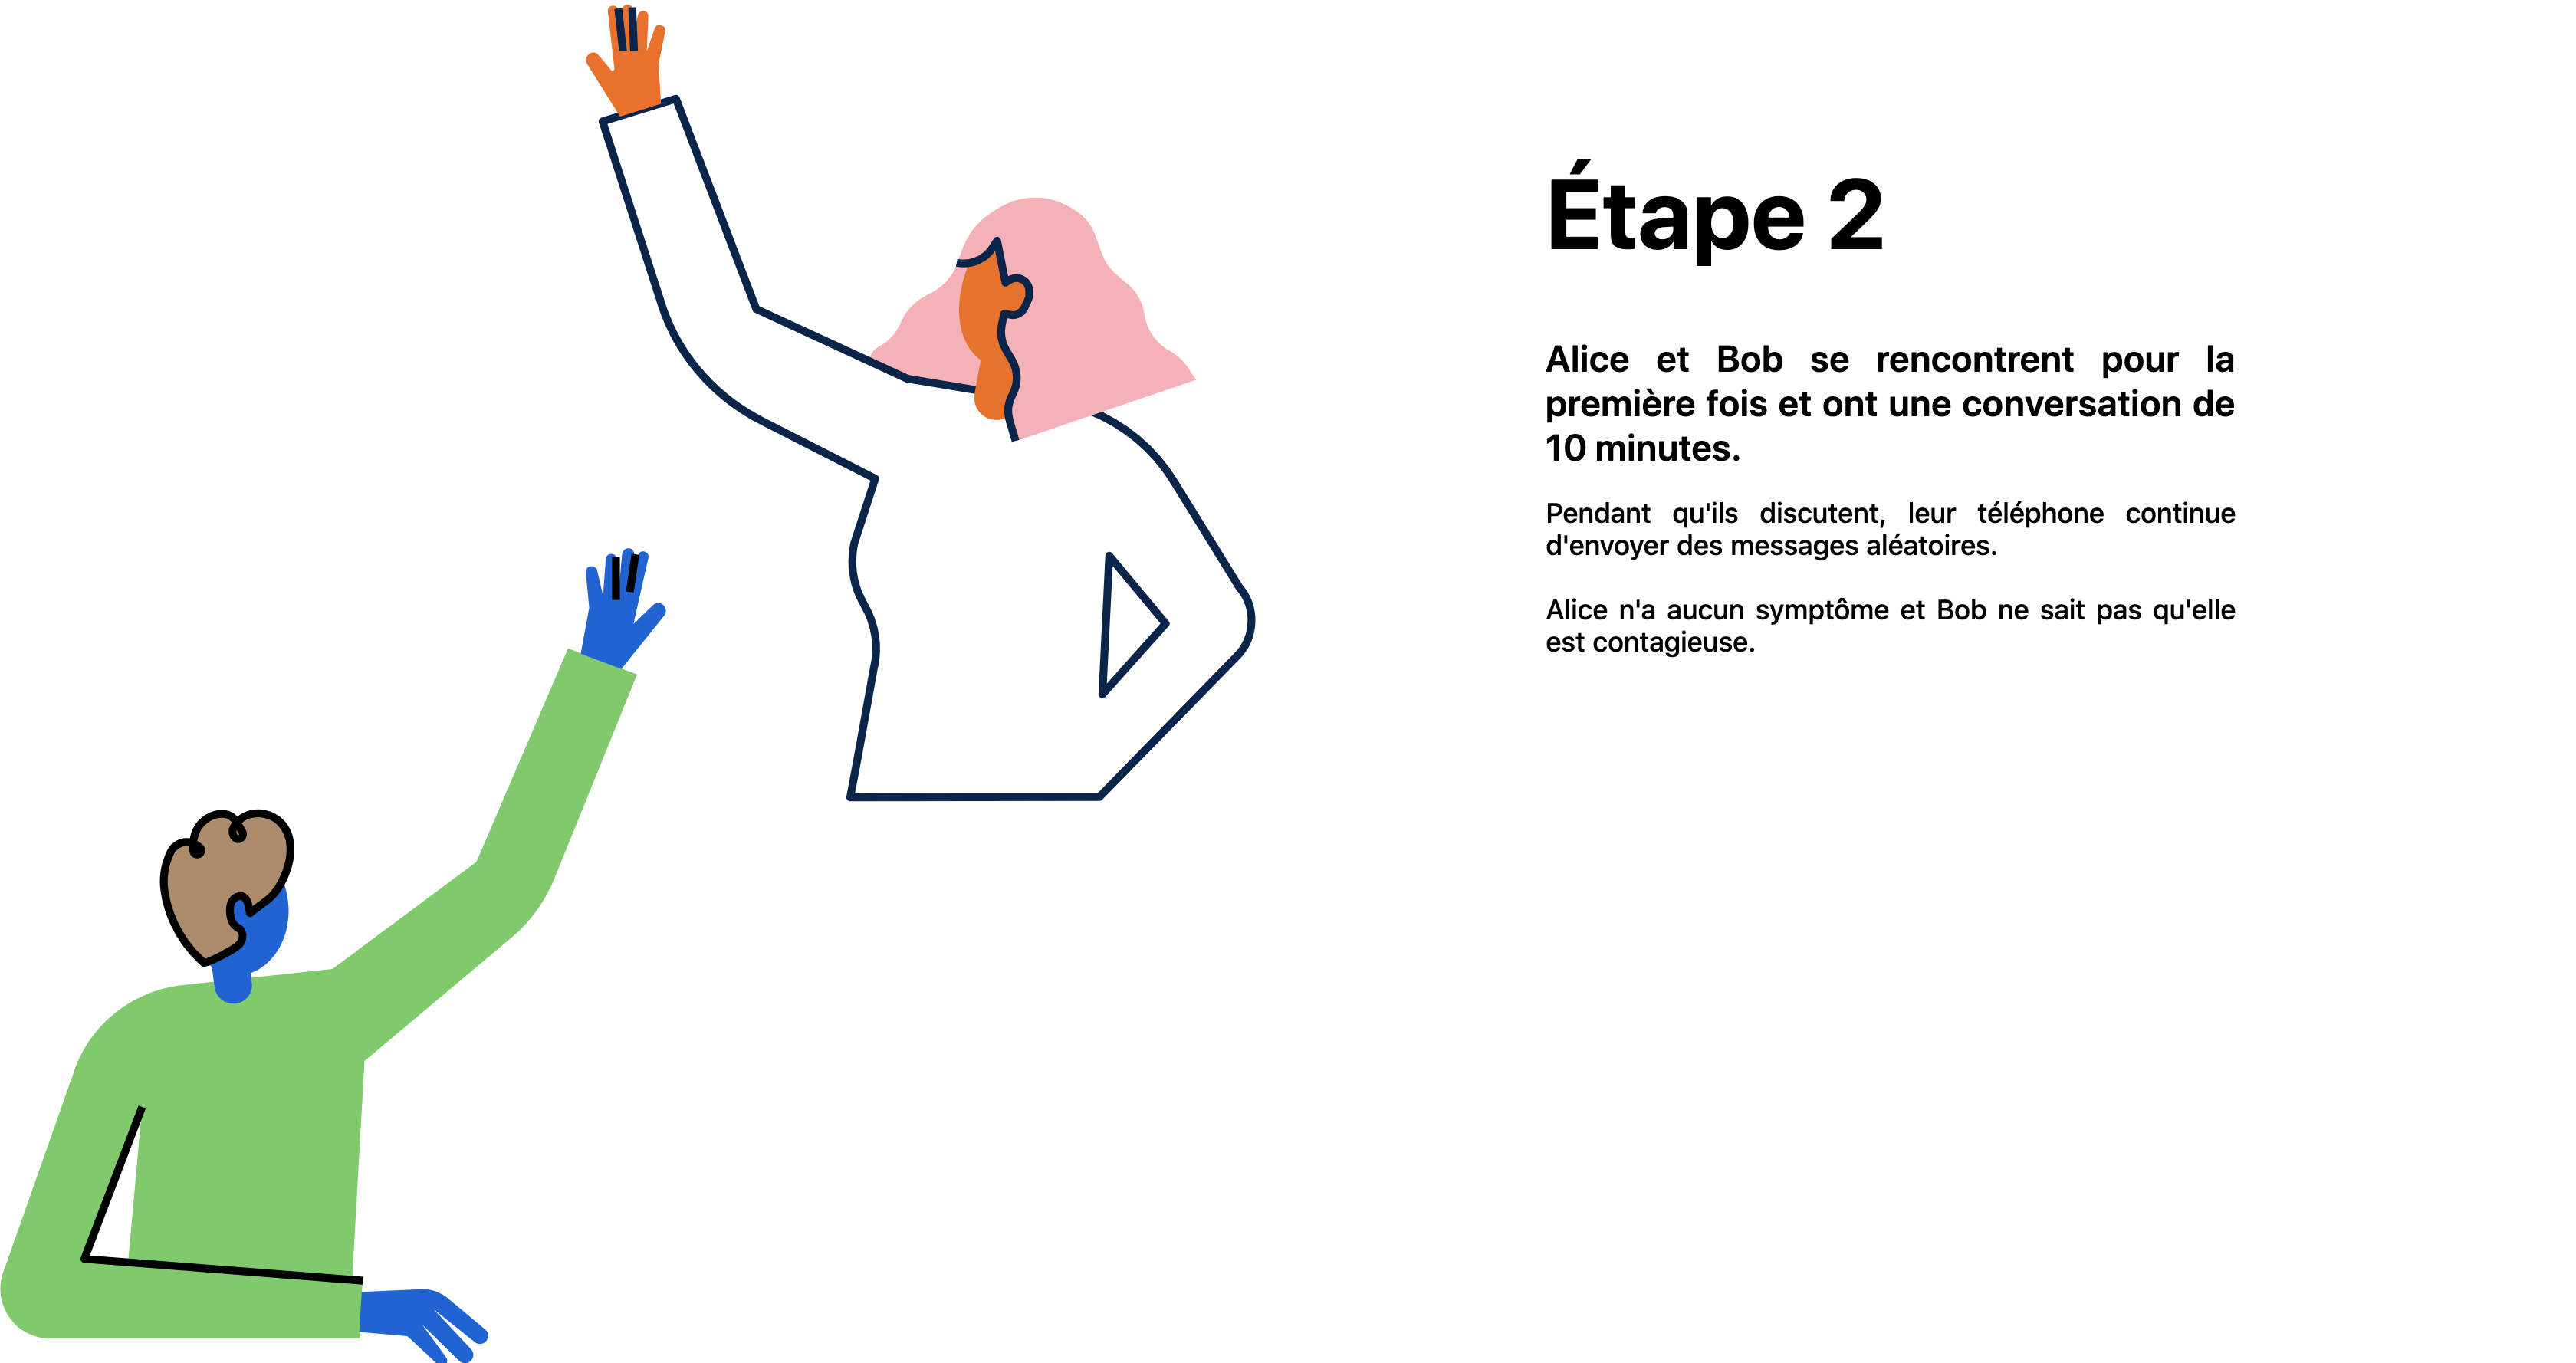 Étape 2
Alice et Bob se rencontrent pour la
première fois et ont une conversation de
10 minutes.
Pendant qu'ils discutent, leur téléphone continue
d'envoyer des messages aléatoires.
Alice n'a aucun symptôme et Bob ne sait pas qu'elle
est contagieuse.